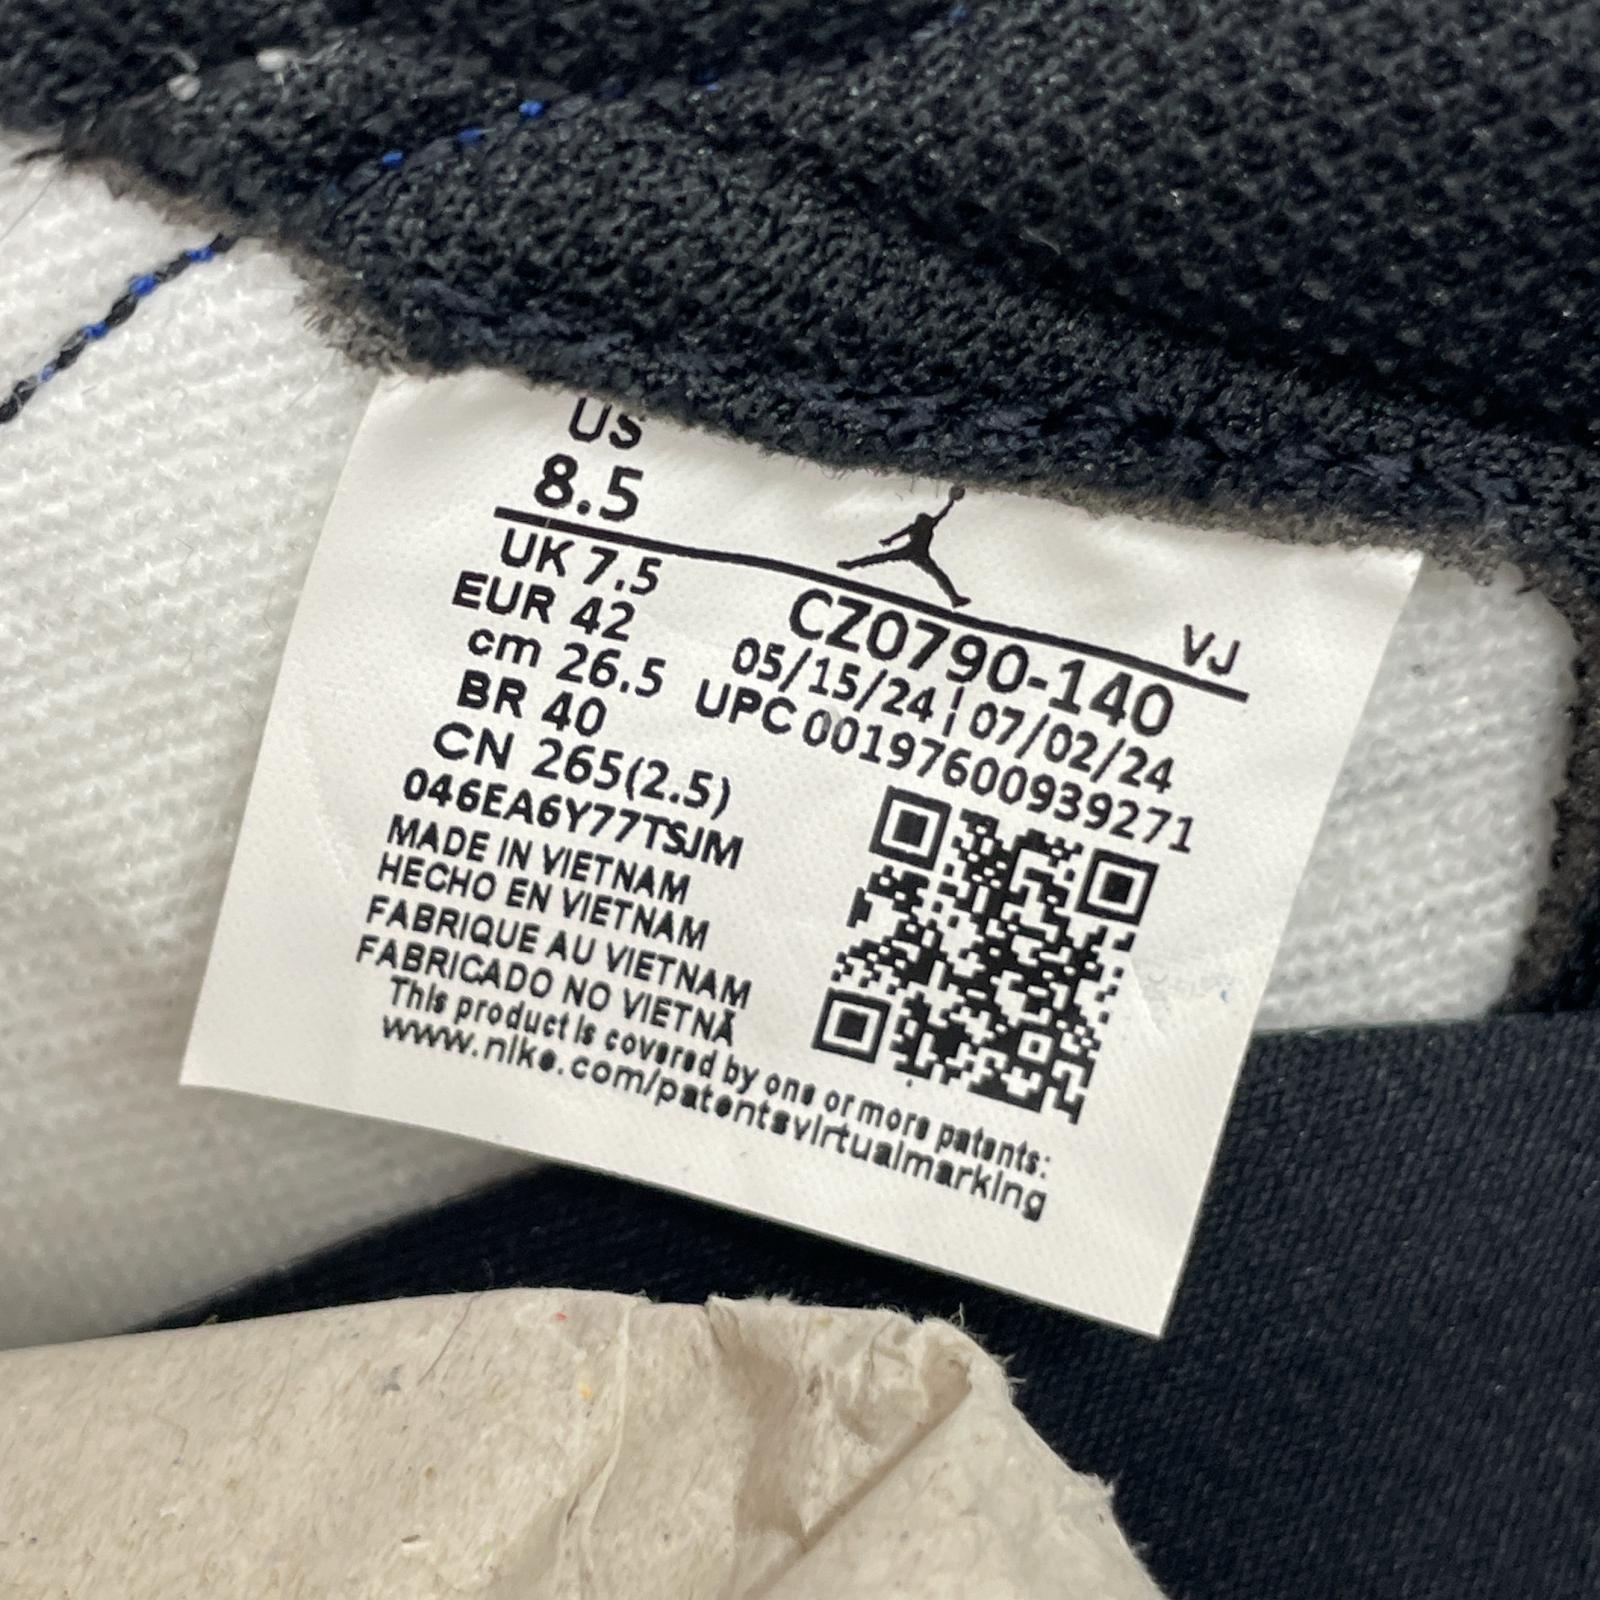 US
8.5
UK 7.5
EUR 42
cm 26.5
BR 40
CN 265(2.5)
046EA6Y77TSJM
MADE IN VIETNAM
HECHO EN VIETNAM
FABRIQUE AU VIETNAM
FABRICADO NO VIETNÃ
This product is covered by one or more patents:
www.nike.com/patentsvirtualmarking
VJ
CZ0790-140
05/15/24 | 07/02/24
UPC 00197600939271